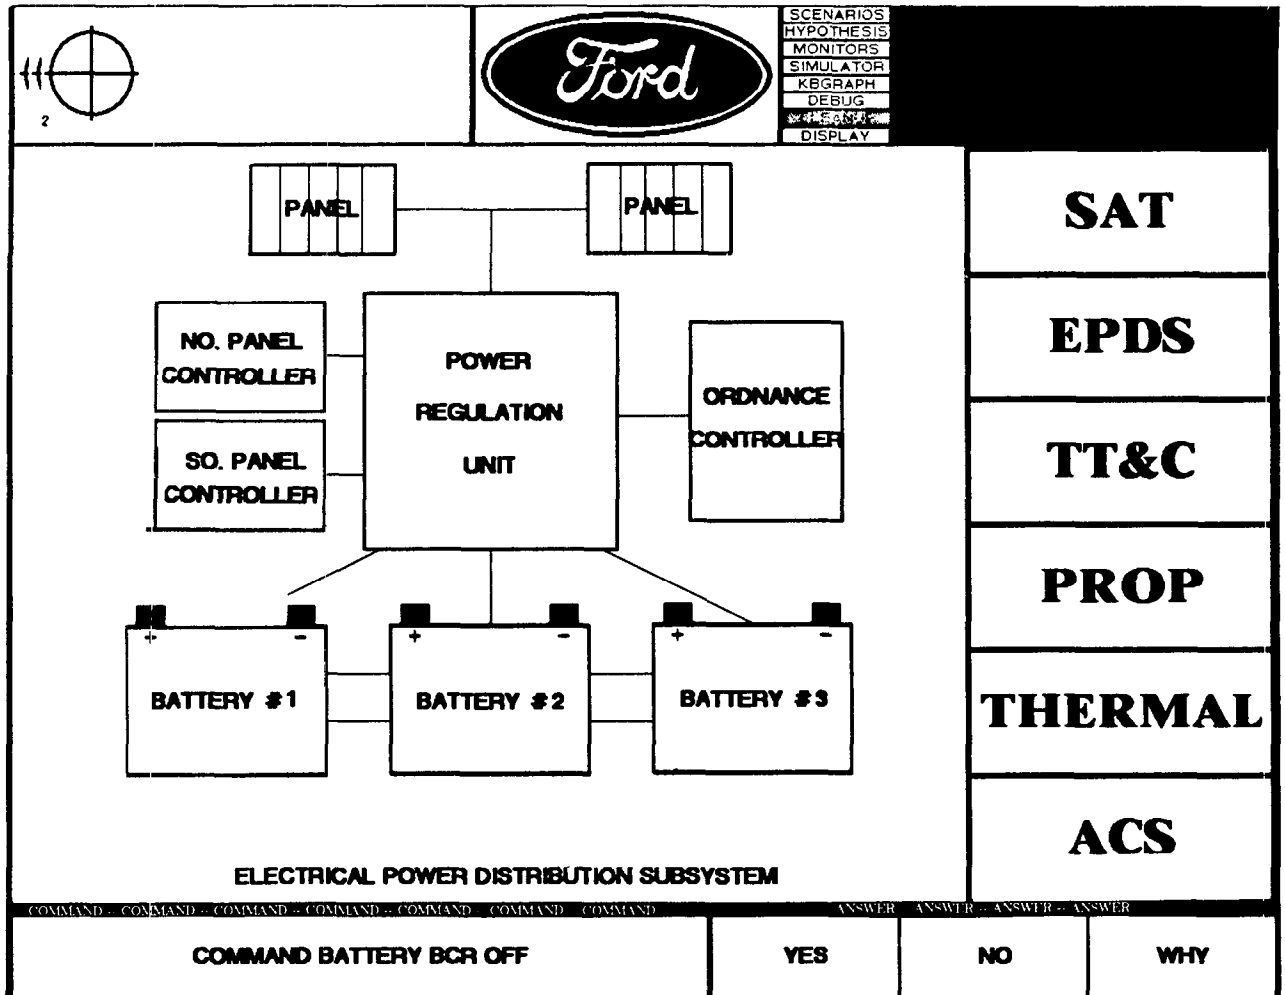 2
Ford
SCENARIOS
HYPOTHESIS
MONITORS
SIMULATOR
KBGRAPH
DEBUG
DISPLAY
PANEL
PANEL
NO. PANEL
CONTROLLER
SO. PANEL
CONTROLLER
POWER
REGULATION
UNIT
ORDNANCE
CONTROLLER
+ -
BATTERY #1
+ -
BATTERY #2
+ -
BATTERY #3
ELECTRICAL POWER DISTRIBUTION SUBSYSTEM
SAT
EPDS
TT&C
PROP
THERMAL
ACS
COMMAND -- COMMAND -- COMMAND -- COMMAND -- COMMAND -- COMMAND -- COMMAND
ANSWER -- ANSWER -- ANSWER -- ANSWER
COMMAND BATTERY BCR OFF
YES
NO
WHY